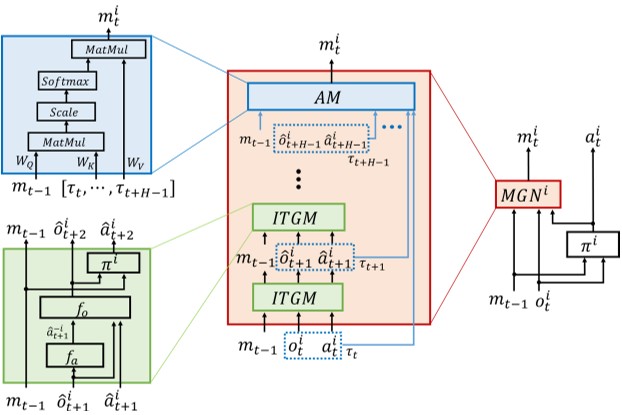 m_t^i
MatMul
Softmax
Scale
MatMul
W_Q W_K W_V
m_{t-1} [τ_t, ⋯, τ_{t+H-1}]
m_{t-1} ô_{t+2}^i â_{t+2}^i
π^i
f_o
â_{t+1}^{-i}
f_a
m_{t-1} ô_{t+1}^i â_{t+1}^i
m_t^i
AM
m_{t-1} ô_{t+H-1}^i â_{t+H-1}^i ⋯
τ_{t+H-1}
⋮
ITGM
m_{t-1} ô_{t+1}^i â_{t+1}^i τ_{t+1}
ITGM
m_{t-1} o_t^i a_t^i τ_t
m_t^i a_t^i
MGN^i
π^i
m_{t-1} o_t^i